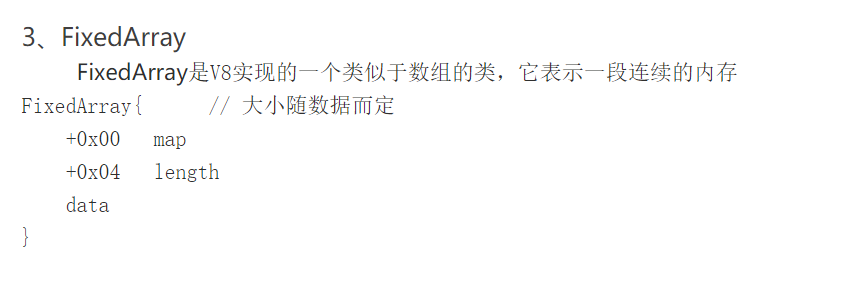 3、FixedArray
FixedArray是V8实现的一个类似于数组的类，它表示一段连续的内存
FixedArray{      // 大小随数据而定
    +0x00   map
    +0x04   length
    data
}